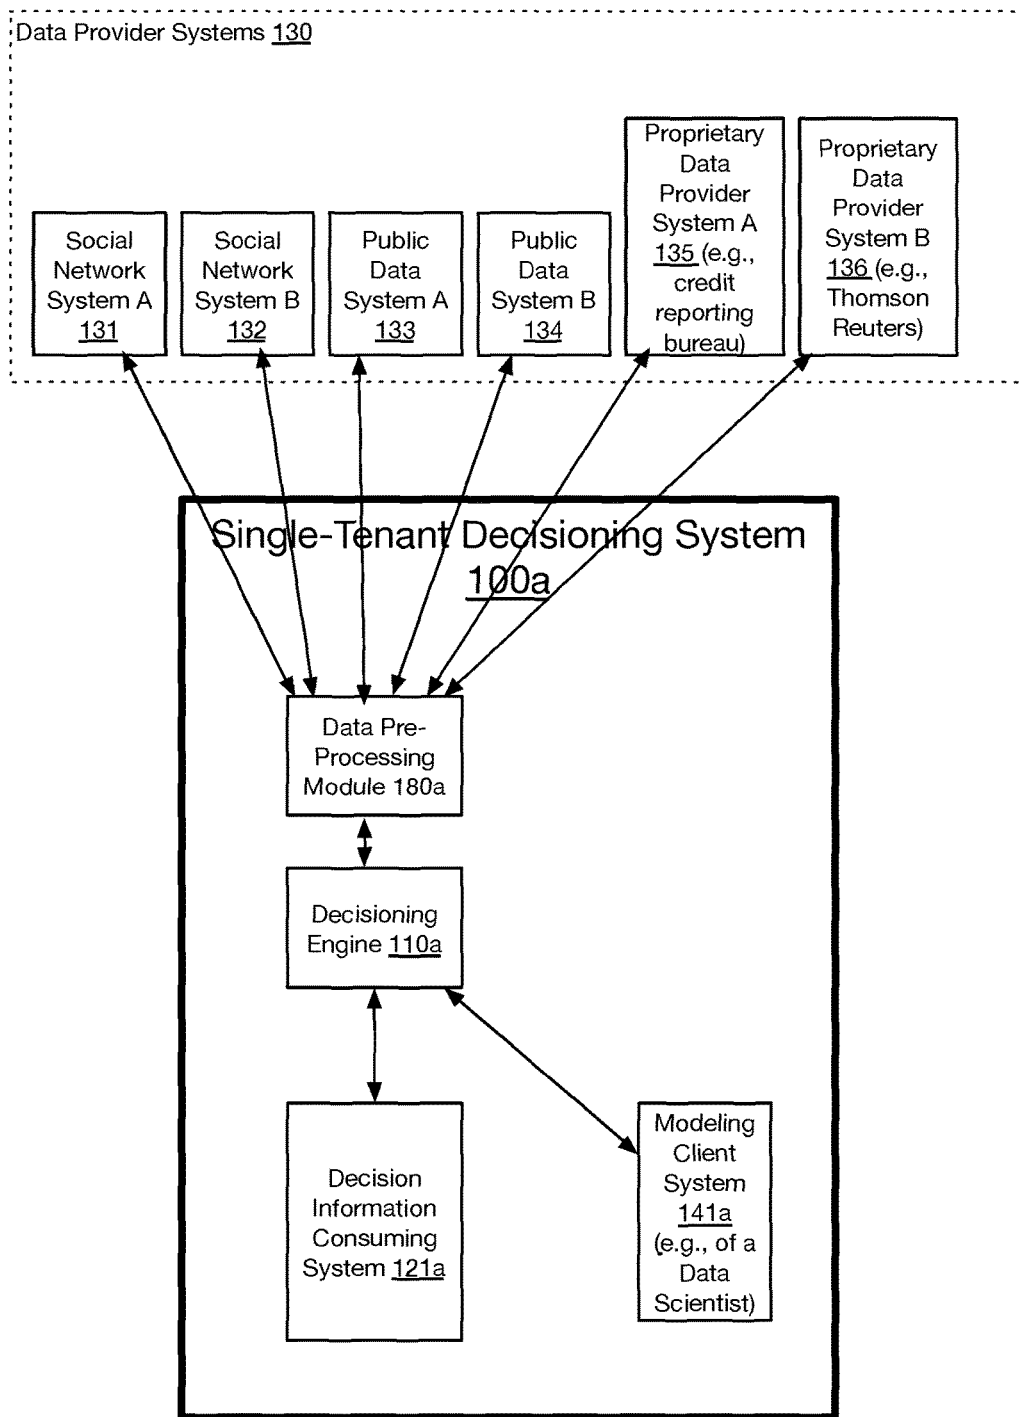 Data Provider Systems 130
Social
Network
System A
131
Social
Network
System B
132
Public
Data
System A
133
Public
Data
System B
134
Proprietary
Data
Provider
System A
135 (e.g.,
credit
reporting
bureau)
Proprietary
Data
Provider
System B
136 (e.g.,
Thomson
Reuters)
Single-Tenant Decisioning System
100a
Data Pre-
Processing
Module 180a
Decisioning
Engine 110a
Decision
Information
Consuming
System 121a
Modeling
Client
System
141a
(e.g., of a
Data
Scientist)